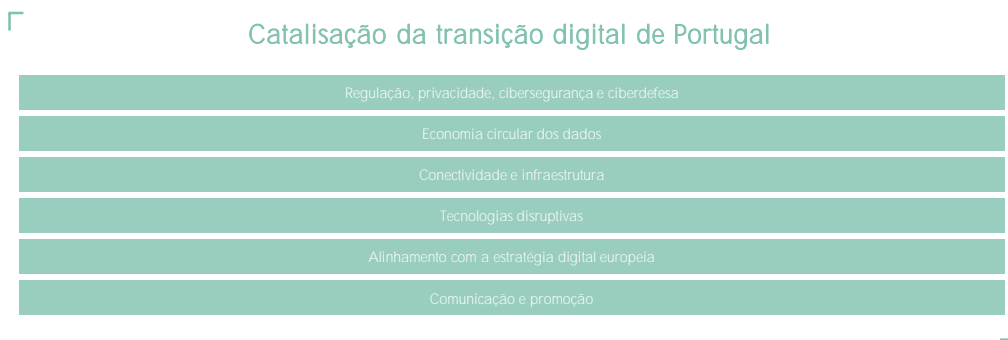 Catalisação da transição digital de Portugal
Regulação, privacidade, cibersegurança e ciberdefesa
Economia circular dos dados
Conectividade e infraestrutura
Tecnologias disruptivas
Alinhamento com a estratégia digital europeia
Comunicação e promoção